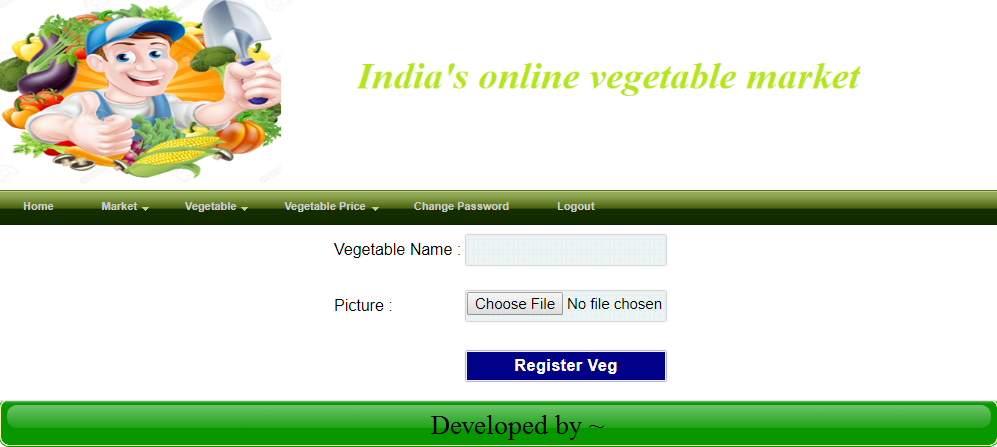 India's online vegetable market
Home Market Vegetable Vegetable Price Change Password Logout
Vegetable Name :
Picture : Choose File No file chosen
Register Veg
Developed by ~